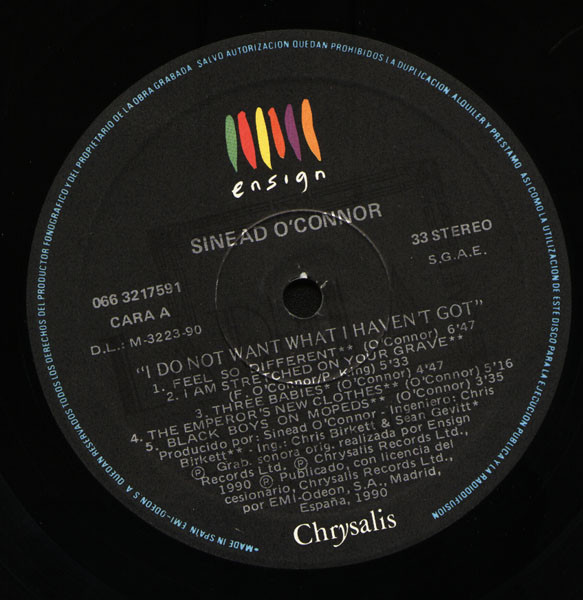 RESERVADOS TODOS LOS DERECHOS DEL PRODUCTOR FONOGRAFICO Y DEL PROPIETARIO DE LA OBRA GRABADA. SALVO AUTORIZACION QUEDAN PROHIBIDOS LA DUPLICACION, ALQUILER Y PRESTAMO, ASI COMO LA UTILIZACION DE ESTE DISCO PARA LA EJECUCION PUBLICA Y LA RADIODIFUSION
*MADE IN SPAIN. EMI-ODEON S.A.
ensign
SINEAD O'CONNOR
066 3217591
33 STEREO
CARA A
S.G.A.E.
D.L.: M-3223-90
"I DO NOT WANT WHAT I HAVEN'T GOT"
1. FEEL SO DIFFERENT** (O'Connor) 6'47
2. I AM STRETCHED ON YOUR GRAVE**
(F. O'Connor/P. King) 5'33
3. THREE BABIES* (O'Connor) 4'47
4. THE EMPEROR'S NEW CLOTHES** (O'Connor) 5'16
5. BLACK BOYS ON MOPEDS** (O'Connor) 3'35
Producido por: Sinead O'Connor - Ingeniero: Chris
Birkett** - Ing.: Chris Birkett & Sean Gevitt*
Ⓟ Grab. sonora orig. realizada por Ensign
Records Ltd. Ⓟ Chrysalis Records Ltd.,
1990 Ⓟ Publicado, con licencia del
cesionario, Chrysalis Records Ltd.,
por EMI-Odeon, S.A., Madrid,
España, 1990
Chrysalis